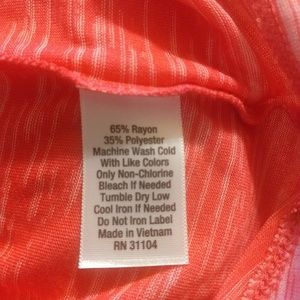 65% Rayon
35% Polyester
Machine Wash Cold
With Like Colors
Only Non-Chlorine
Bleach If Needed
Tumble Dry Low
Cool Iron If Needed
Do Not Iron Label
Made in Vietnam
RN 31104